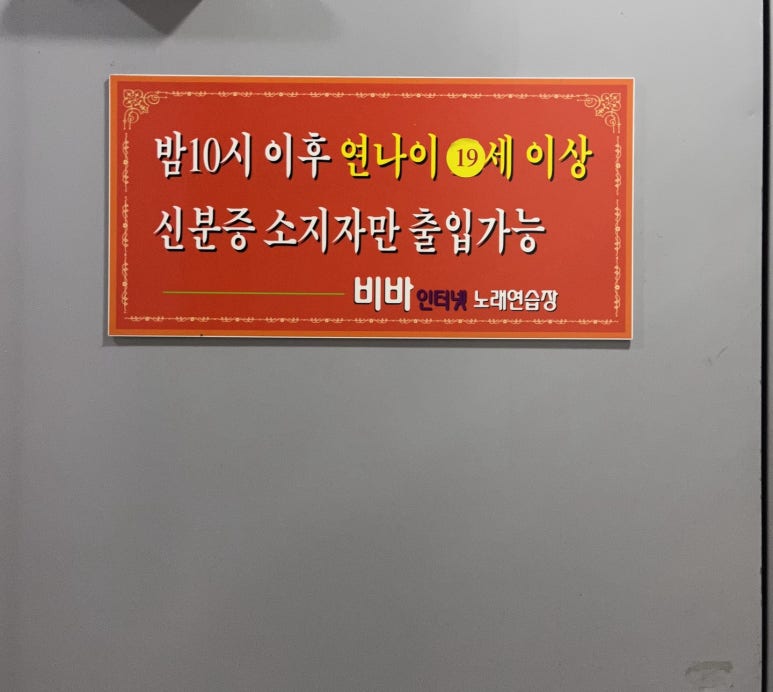 밤10시 이후 연나이 19세 이상
신분증 소지자만 출입가능
비바 인터넷 노래연습장